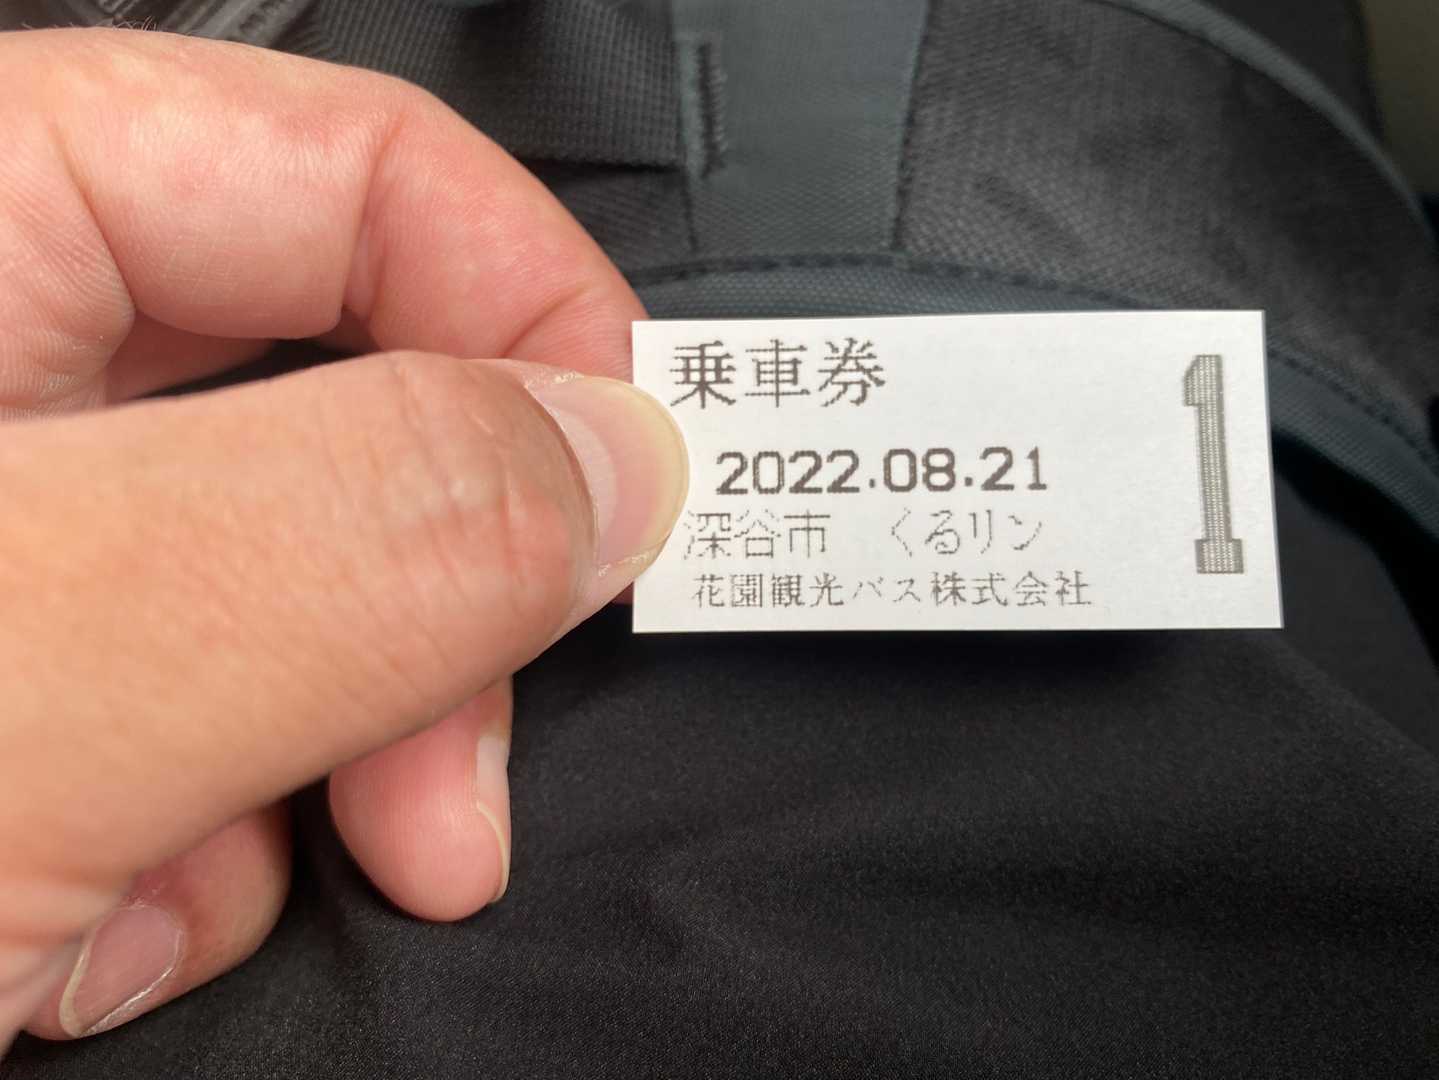 乗車券
1
2022.08.21
深谷市　くるリン
花園観光バス株式会社